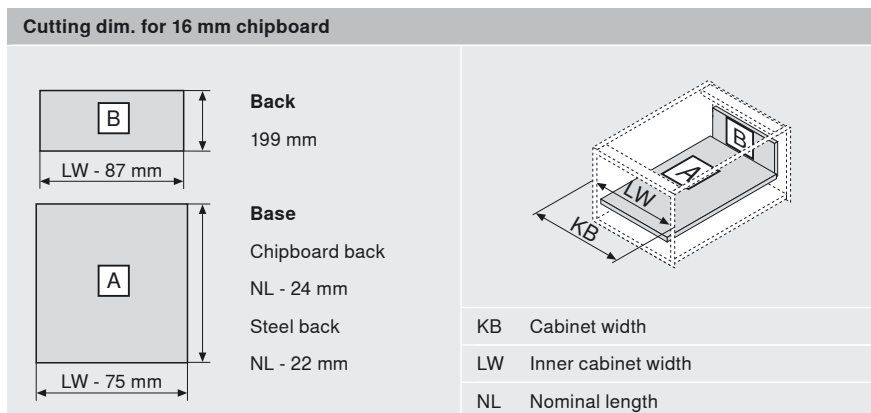 Cutting dim. for 16 mm chipboard
B
LW - 87 mm
Back
199 mm
A
LW - 75 mm
Base
Chipboard back
NL - 24 mm
Steel back
NL - 22 mm
B
A
LW
KB
KB Cabinet width
LW Inner cabinet width
NL Nominal length